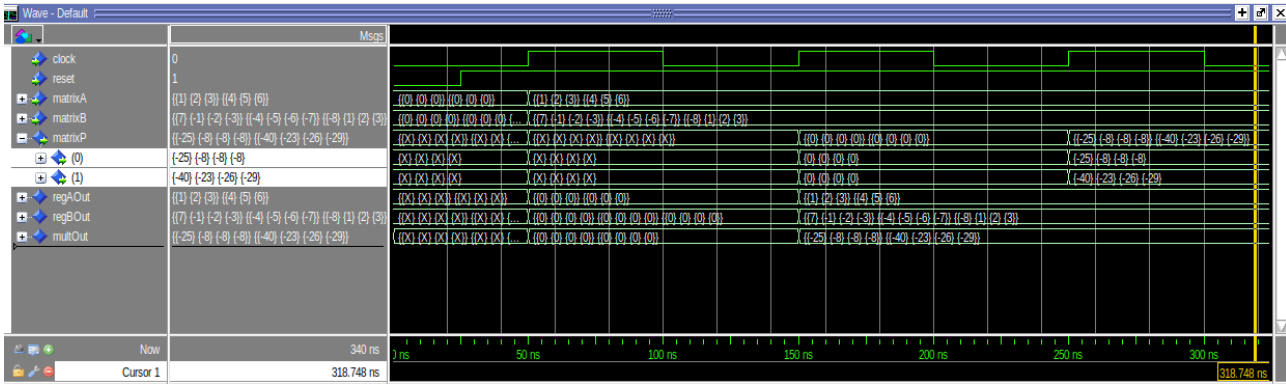 Wave - Default
Msgs
clock 0
reset 1
matrixA {{1} {2} {3}} {{4} {5} {6}} {{0} {0} {0}} {{0} {0} {0}} {{1} {2} {3}} {{4} {5} {6}}
matrixB {{7} {-1} {-2} {-3}} {{-4} {-5} {-6} {-7}} {{-8} {1} {2} {3}} {{0} {0} {0} {0}} {{0} {0} {0} {... {{7} {-1} {-2} {-3}} {{-4} {-5} {-6} {-7}} {{-8} {1} {2} {3}}
matrixP {{-25} {-8} {-8} {-8}} {{-40} {-23} {-26} {-29}} {{X} {X} {X} {X}} {{X} {... {{X} {X} {X} {X}} {{X} {X} {X} {X}} {{0} {0} {0} {0}} {{0} {0} {0} {0}} {{-25} {-8} {-8} {-8}} {{-40} {-23} {-26} {-29}}
(0) {-25} {-8} {-8} {-8} {X} {X} {X} {X} {X} {X} {X} {X} {0} {0} {0} {0} {-25} {-8} {-8} {-8}
(1) {-40} {-23} {-26} {-29} {X} {X} {X} {X} {X} {X} {X} {X} {0} {0} {0} {0} {-40} {-23} {-26} {-29}
regAOut {{1} {2} {3}} {{4} {5} {6}} {{X} {X} {X}} {{X} {X} {X}} {{0} {0} {0}} {{0} {0} {0}} {{1} {2} {3}} {{4} {5} {6}}
regBOut {{7} {-1} {-2} {-3}} {{-4} {-5} {-6} {-7}} {{-8} {1} {2} {3}} {{X} {X} {X} {X}} {{X} {X} {... {{0} {0} {0} {0}} {{0} {0} {0} {0}} {{0} {0} {0} {0}} {{7} {-1} {-2} {-3}} {{-4} {-5} {-6} {-7}} {{-8} {1} {2} {3}}
multOut {{-25} {-8} {-8} {-8}} {{-40} {-23} {-26} {-29}} {{X} {X} {X} {X}} {{X} {X} {... {{0} {0} {0} {0}} {{0} {0} {0} {0}} {{-25} {-8} {-8} {-8}} {{-40} {-23} {-26} {-29}}
Now 340 ns 50 ns 100 ns 150 ns 200 ns 250 ns 300 ns
Cursor 1 318.748 ns 318.748 ns